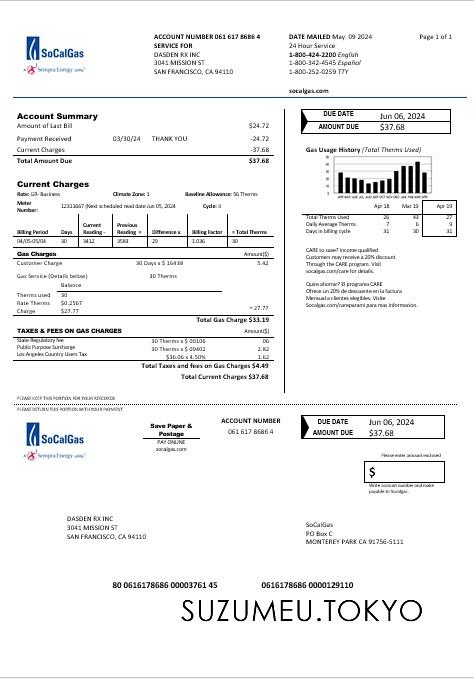 SoCalGas
A Sempra Energy utility
ACCOUNT NUMBER 061 617 8686 4
SERVICE FOR
DASDEN RX INC
3041 MISSION ST
SAN FRANCISCO, CA 94110
DATE MAILED May 09 2024
24 Hour Service
1-800-424-2200 English
1-800-342-4545 Español
1-800-252-0259 TTY
socalgas.com
Page 1 of 1
Account Summary
Amount of Last Bill $24.72
Payment Received 03/30/24 THANK YOU -24.72
Current Charges -37.68
Total Amount Due $37.68
DUE DATE Jun 06, 2024
AMOUNT DUE $37.68
Gas Usage History (Total Therms Used)
50
40
30
20
10
0
Apr 18 Mar 19 Apr 19
Total Therms Used 26 43 27
Daily Average Therms 7 6 9
Days in billing cycle 31 30 31
CARE to save? Income qualified
Customers may receive a 20% discount
Through the CARE program. Visit
socalgas.com/care for details.
Quire ahorrar? El programa CARE
Ofrece un 20% de descuento en la factura
Mensual a clientes elegibles. Visite
Socalgas.com/careparami para mas informacion.
Current Charges
Rate: GR- Business Climate Zone: 1 Baseline Allowance: 56 Therms
Meter Number: 12311667 (Next scheduled read date Jun 05, 2024 Cycle: 3
Billing Period Days Current Reading - Previous Reading = Difference x Billing Factor = Total Therms
04/05-05/04 30 3412 3583 29 1.036 30
Gas Charges Amount($)
Customer Charge 30 Days x $ 16438 5.42
Gas Service (Details below) 30 Therms
Balance
Therms used 30
Rate Therms $0.2567
Charge $27.77 = 27.77
Total Gas Charge $33.19
TAXES & FEES ON GAS CHARGES Amount($)
State Regulatory fee 30 Therms x $ 00106 06
Public Purpose Surcharge 30 Therms x $ 09402 2.82
Los Angeles Country Users Tax $36.06 x 4.50% 1.62
Total Taxes and fees on Gas Charges $4.49
Total Current Charges $37.68
PLEASE KEEP THIS PORTION FOR YOUR RECORDS
PLEASE RETURN THIS PORTION WITH YOUR PAYMENT
SoCalGas
A Sempra Energy utility
Save Paper &
Postage
PAY ONLINE
socalgas.com
ACCOUNT NUMBER
061 617 8686 4
DUE DATE Jun 06, 2024
AMOUNT DUE $37.68
Please enter amount enclosed
$
Write account number and make
payable to Socalgas.
DASDEN RX INC
3041 MISSION ST
SAN FRANCISCO, CA 94110
SoCalGas
PO Box C
MONTEREY PARK CA 91756-5111
80 0616178686 00003761 45 0616178686 0000129110
SUZUMEU.TOKYO